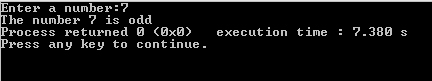 Enter a number:7
The number 7 is odd
Process returned 0 (0x0)   execution time : 7.380 s
Press any key to continue.